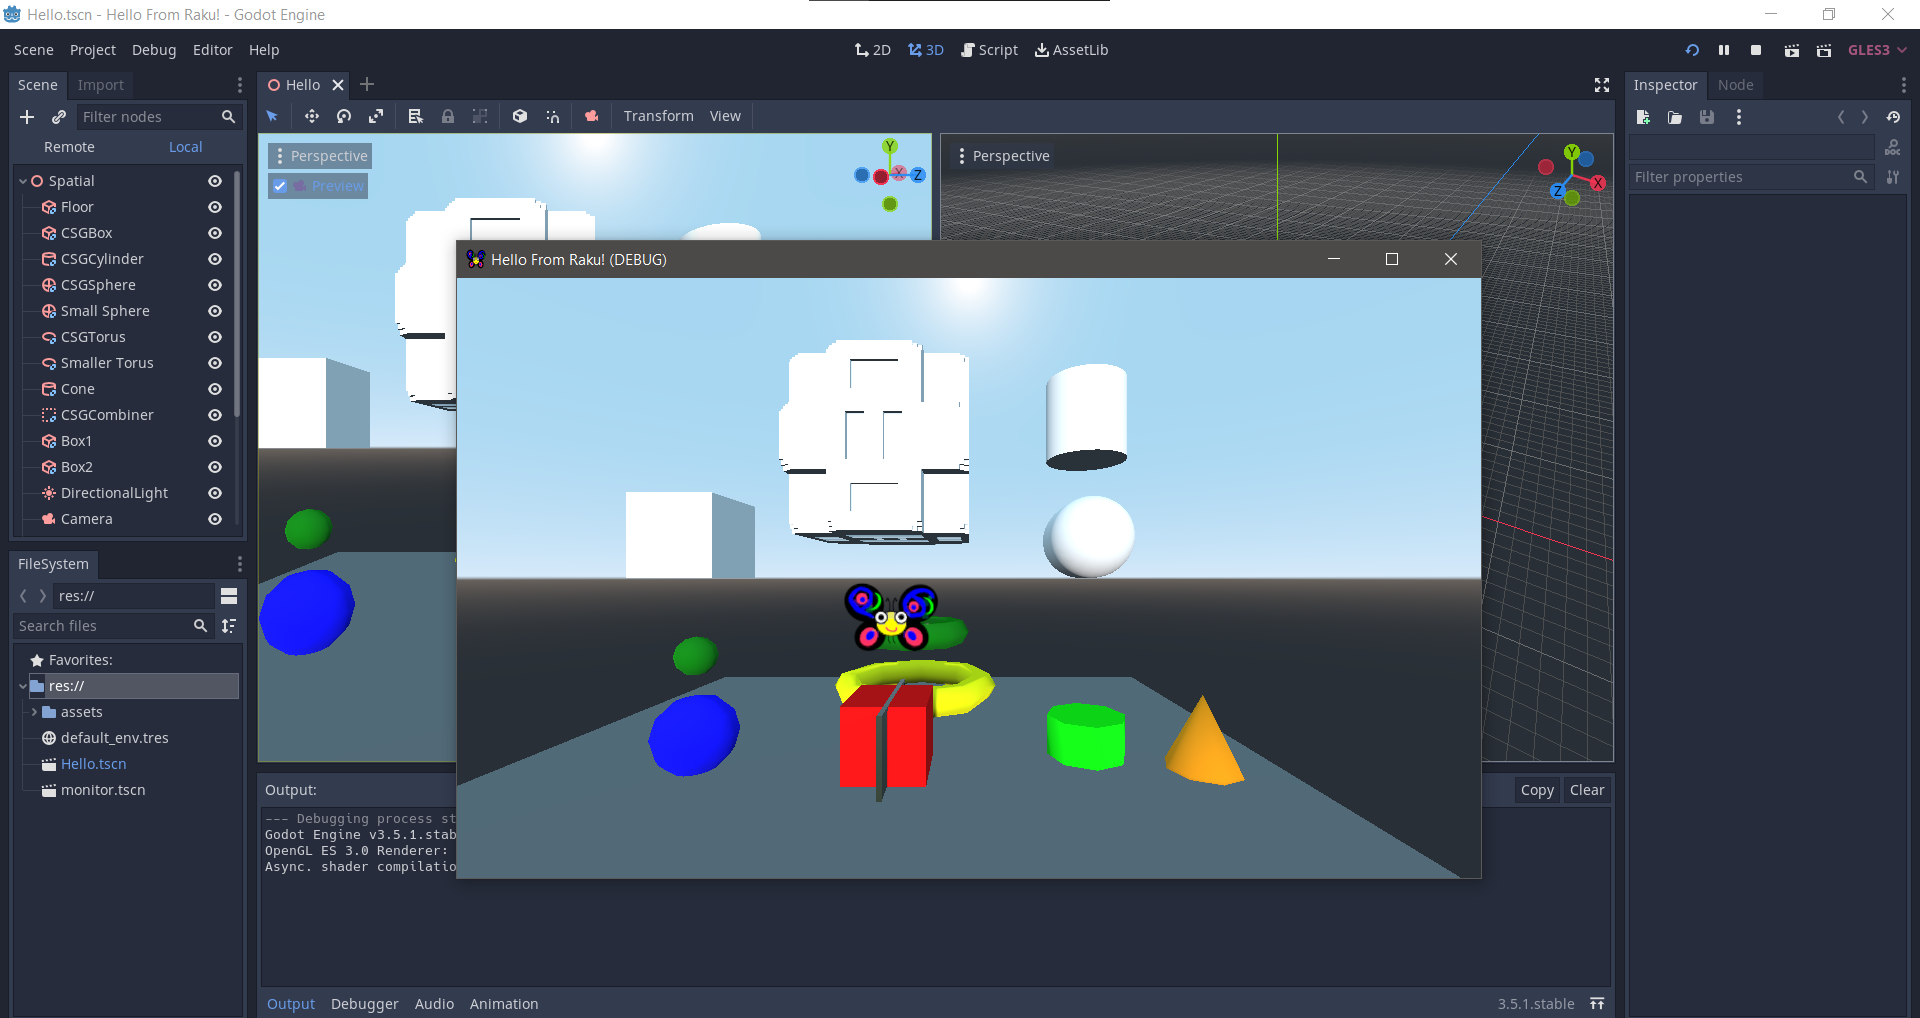 Hello.tscn - Hello From Raku! - Godot Engine
Scene Project Debug Editor Help
2D 3D Script AssetLib
GLES3
Scene Import
Filter nodes
Remote Local
Spatial
Floor
CSGBox
CSGCylinder
CSGSphere
Small Sphere
CSGTorus
Smaller Torus
Cone
CSGCombiner
Box1
Box2
DirectionalLight
Camera
FileSystem
res://
Search files
Favorites:
res://
assets
default_env.tres
Hello.tscn
monitor.tscn
Hello
Transform View
Perspective
Preview
Y
X
Z
Perspective
Y
X
Z
Hello From Raku! (DEBUG)
Output:
Copy Clear
--- Debugging process st
Godot Engine v3.5.1.stab
OpenGL ES 3.0 Renderer:
Async. shader compilatio
Output Debugger Audio Animation
3.5.1.stable
Inspector Node
DOC
Filter properties